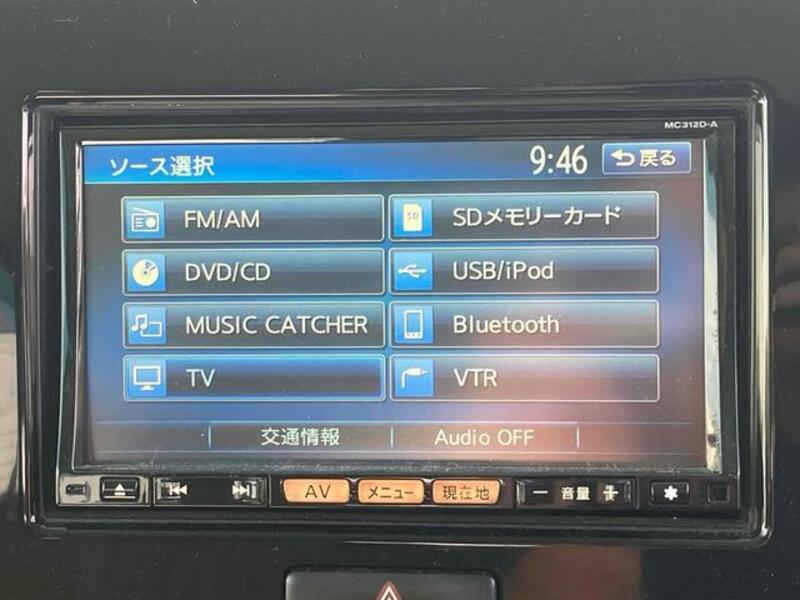 MC312D-A
ソース選択 9:46 戻る
FM/AM SDメモリーカード
SD
DVD/CD USB/iPod
MUSIC CATCHER Bluetooth
TV VTR
交通情報 Audio OFF
AV メニュー 現在地 － 音量 ＋ ✱